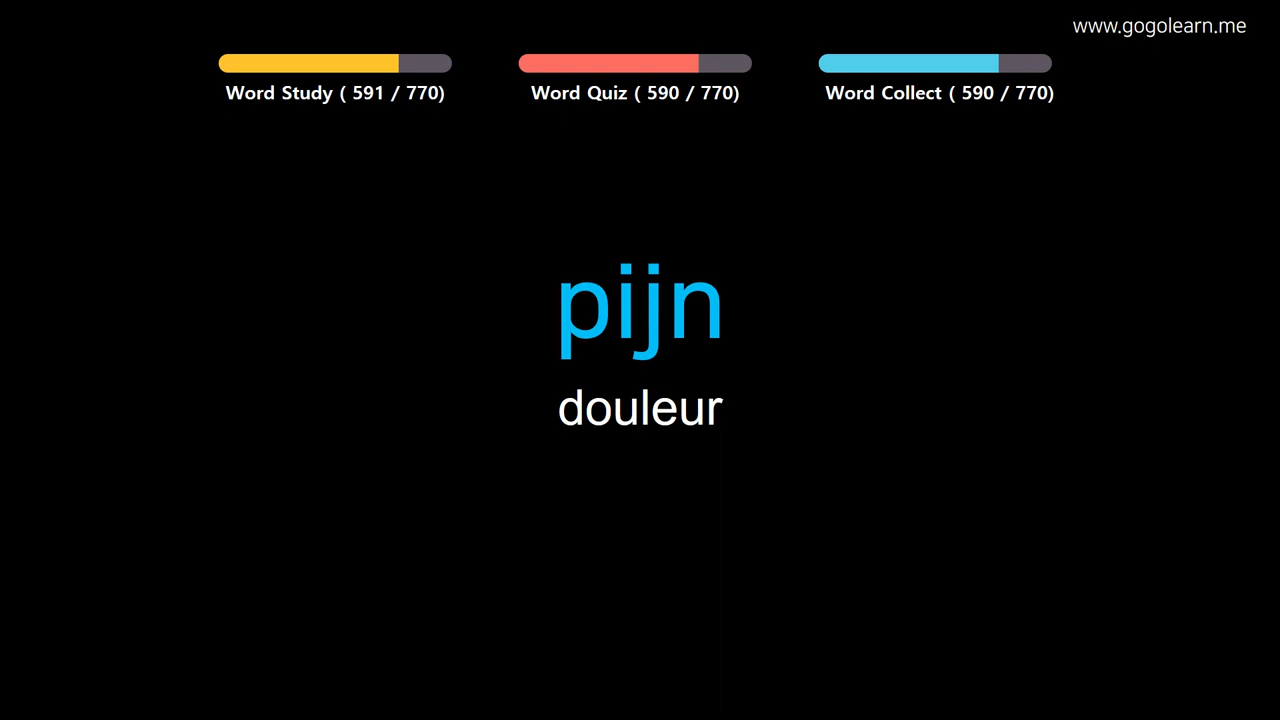 www.gogolearn.me
Word Study ( 591 / 770)
Word Quiz ( 590 / 770)
Word Collect ( 590 / 770)
pijn
douleur